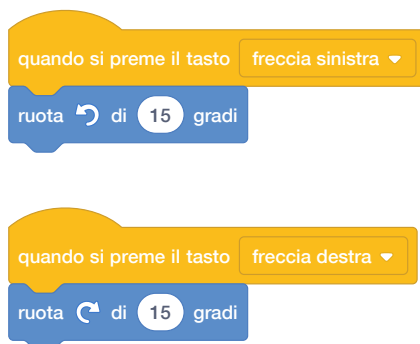 quando si preme il tasto freccia sinistra
ruota di 15 gradi
quando si preme il tasto freccia destra
ruota di 15 gradi